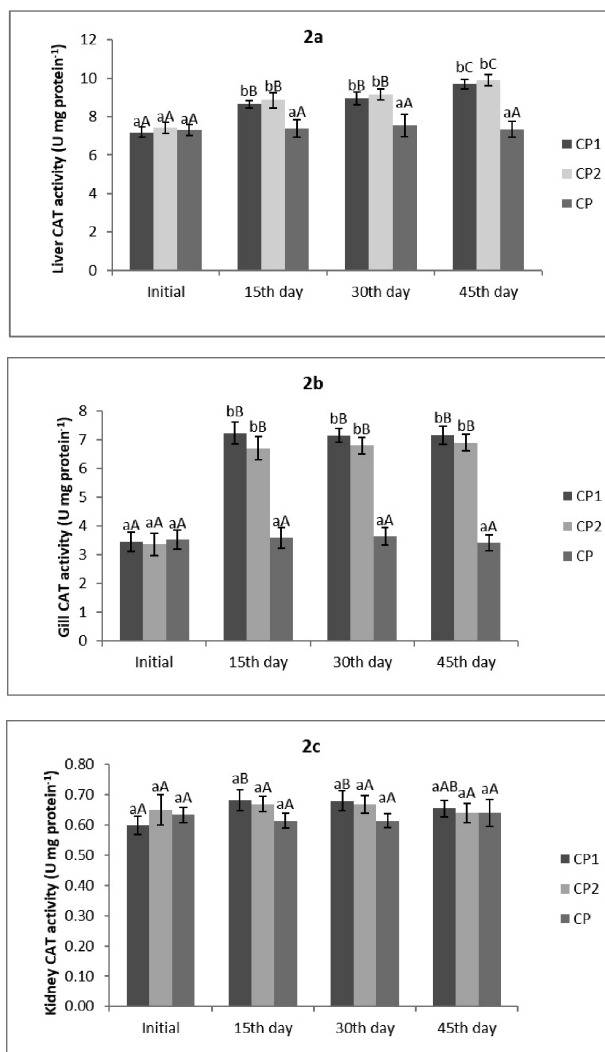 2a
Liver CAT activity (U mg protein⁻¹)
12
10
8
6
4
2
0
aA aA aA
bB bB aA
bB bB aA
bC bC aA
Initial 15th day 30th day 45th day
CP1
CP2
CP
2b
Gill CAT activity (U mg protein⁻¹)
8
7
6
5
4
3
2
1
0
aA aA aA
bB bB aA
bB bB aA
bB bB aA
Initial 15th day 30th day 45th day
CP1
CP2
CP
2c
Kidney CAT activity (U mg protein⁻¹)
0.80
0.70
0.60
0.50
0.40
0.30
0.20
0.10
0.00
aA aA aA
aB aA aA
aB aA aA
aAB aA aA
Initial 15th day 30th day 45th day
CP1
CP2
CP